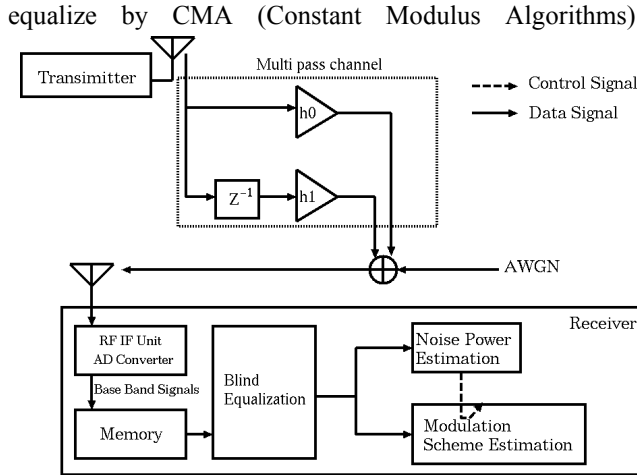 equalize by CMA (Constant Modulus Algorithms)
Multi pass channel
Transimitter
Control Signal
h0
Data Signal
Z⁻¹
h1
AWGN
Receiver
RF IF Unit
AD Converter
Noise Power
Estimation
Base Band Signals
Blind
Equalization
Memory
Modulation
Scheme Estimation